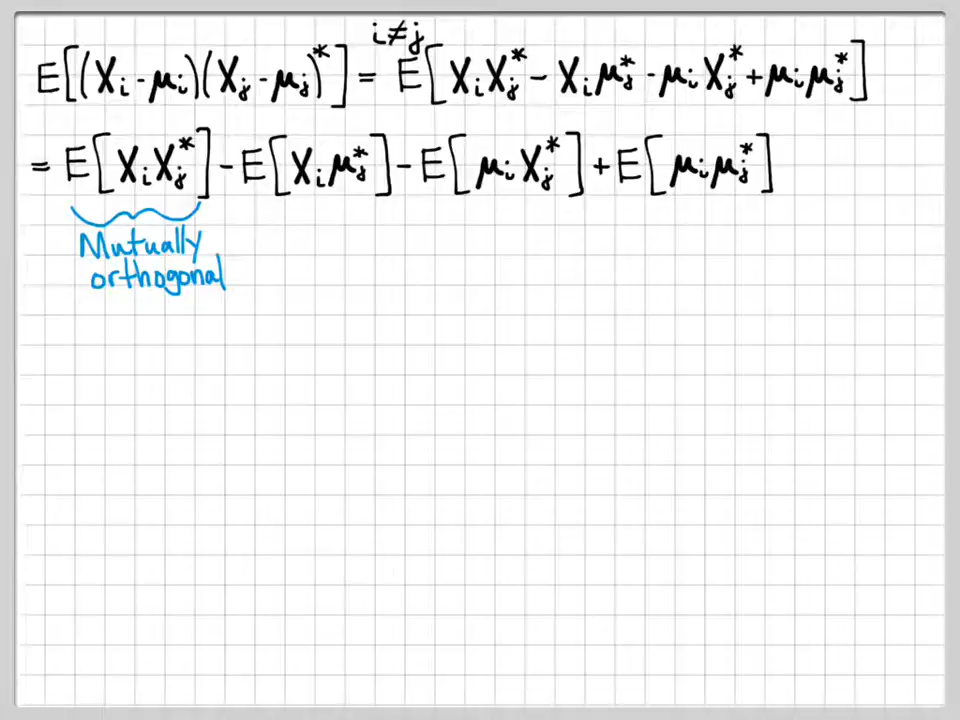 i≠j
E[(Xᵢ-μᵢ)(Xⱼ-μⱼ)*] = E[XᵢXⱼ* - Xᵢμⱼ* - μᵢXⱼ* + μᵢμⱼ*]
= E[XᵢXⱼ*] - E[Xᵢμⱼ*] - E[μᵢXⱼ*] + E[μᵢμⱼ*]
Mutually
orthogonal